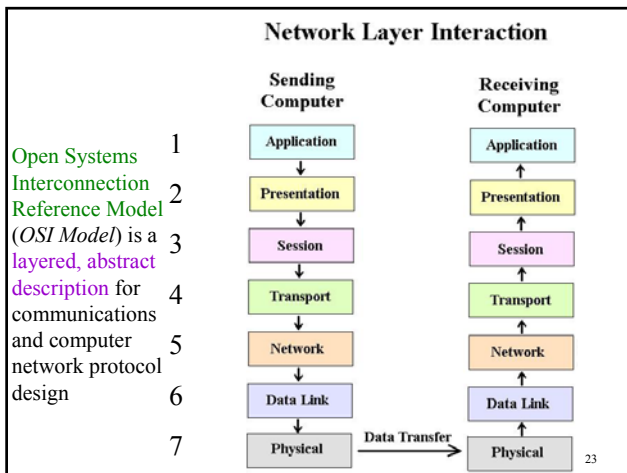 Network Layer Interaction
Sending
Computer
Receiving
Computer
Open Systems
Interconnection
Reference Model
(OSI Model) is a
layered, abstract
description for
communications
and computer
network protocol
design
1
Application
Application
2
Presentation
Presentation
3
Session
Session
4
Transport
Transport
5
Network
Network
6
Data Link
Data Link
7
Physical
Data Transfer
Physical
23